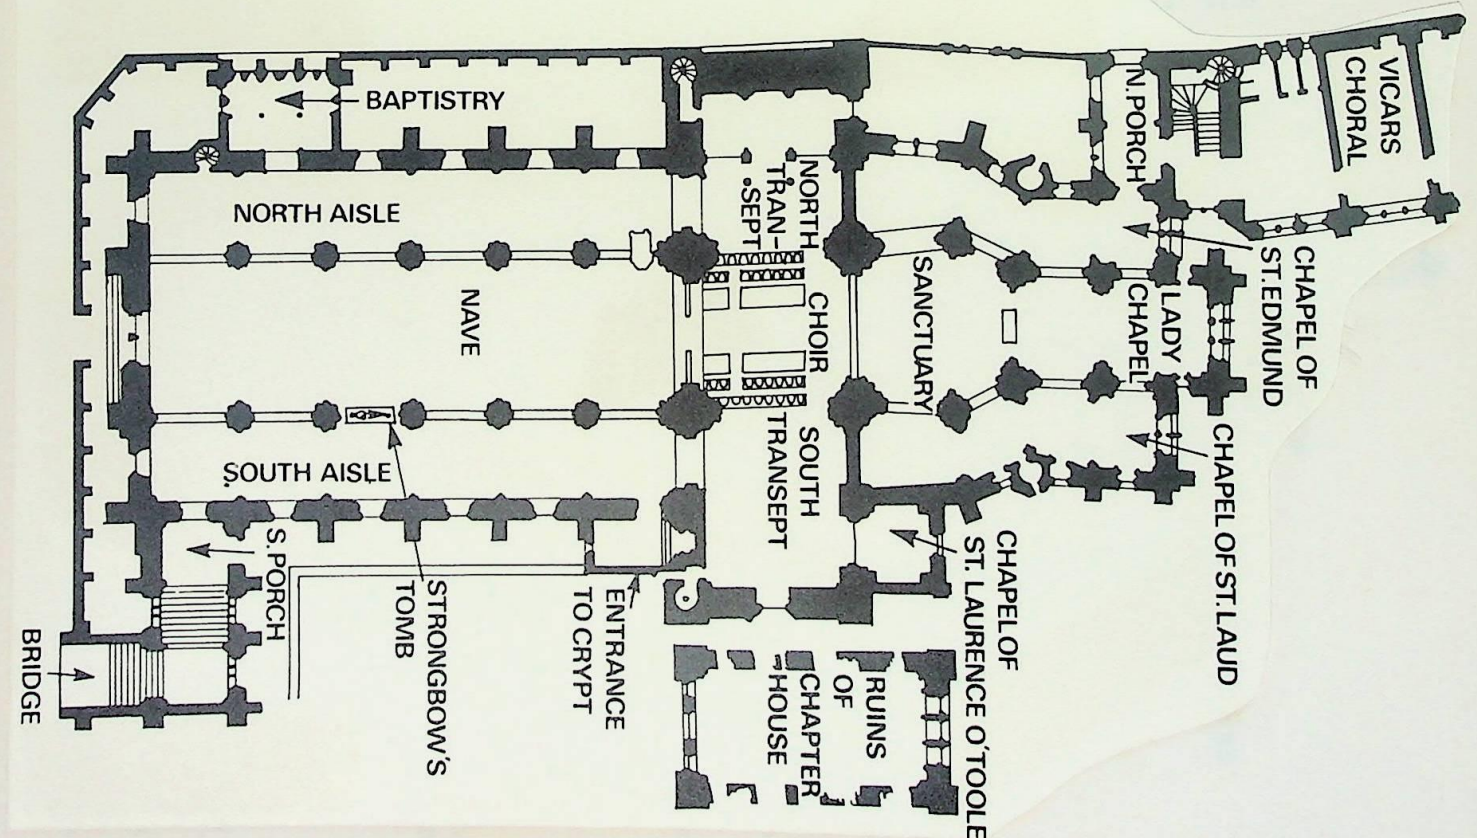 BAPTISTRY
NORTH AISLE
NAVE
SOUTH AISLE
S. PORCH
BRIDGE
STRONGBOW'S
TOMB
ENTRANCE
TO CRYPT
NORTH
TRAN-
SEPT
CHOIR
SOUTH
TRANSEPT
SANCTUARY
N. PORCH
VICARS
CHORAL
LADY
CHAPEL
CHAPEL OF
ST. EDMUND
CHAPEL OF ST. LAUD
CHAPEL OF
ST. LAURENCE O'TOOLE
RUINS
OF
CHAPTER
HOUSE